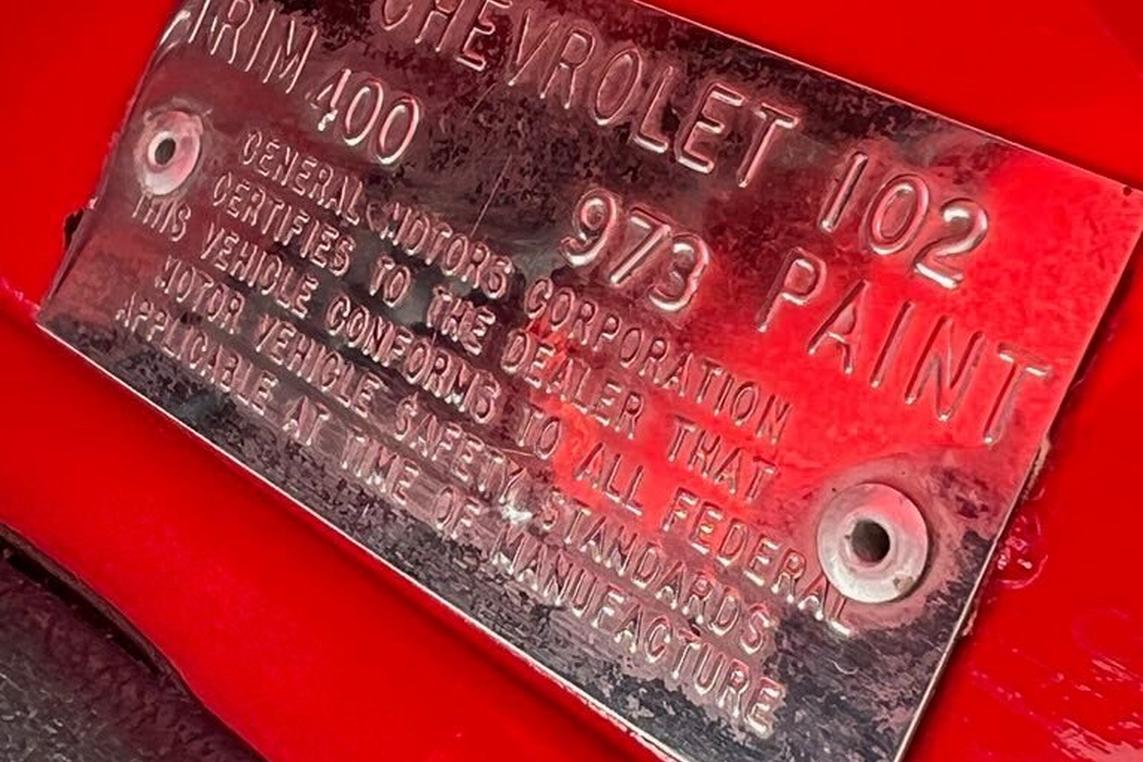 CHEVROLET 102
TRIM 400 973 PAINT
GENERAL MOTORS CORPORATION
CERTIFIES TO THE DEALER THAT
THIS VEHICLE CONFORMS TO ALL FEDERAL
MOTOR VEHICLE SAFETY STANDARDS
APPLICABLE AT TIME OF MANUFACTURE